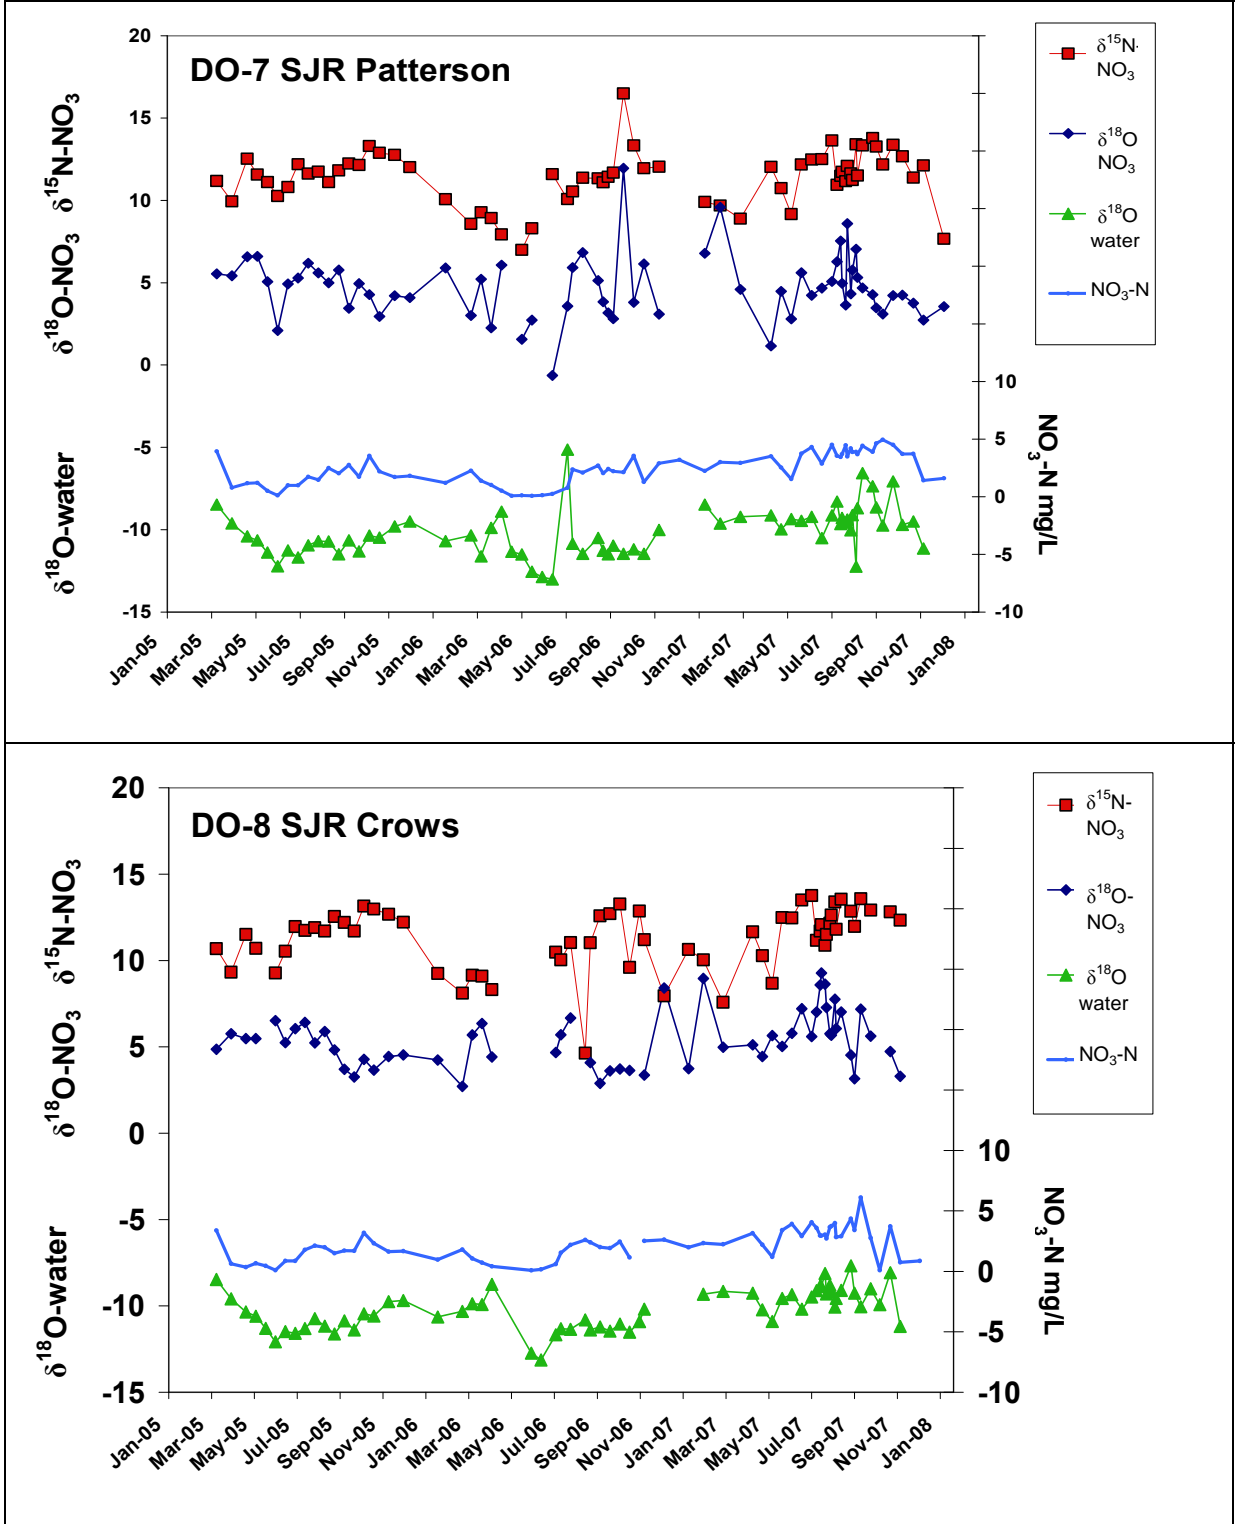 DO-7 SJR Patterson
δ18O-NO3 δ15N-NO3
δ18O-water
20
15
10
5
0
-5
-10
-15
10
5
0
-5
-10
NO3-N mg/L
Jan-05
Mar-05
May-05
Jul-05
Sep-05
Nov-05
Jan-06
Mar-06
May-06
Jul-06
Sep-06
Nov-06
Jan-07
Mar-07
May-07
Jul-07
Sep-07
Nov-07
Jan-08
δ15N-
NO3
δ18O
NO3
δ18O
water
NO3-N
DO-8 SJR Crows
δ18O-NO3 δ15N-NO3
δ18O-water
20
15
10
5
0
-5
-10
-15
10
5
0
-5
-10
NO3-N mg/L
Jan-05
Mar-05
May-05
Jul-05
Sep-05
Nov-05
Jan-06
Mar-06
May-06
Jul-06
Sep-06
Nov-06
Jan-07
Mar-07
May-07
Jul-07
Sep-07
Nov-07
Jan-08
δ15N-
NO3
δ18O-
NO3
δ18O
water
NO3-N